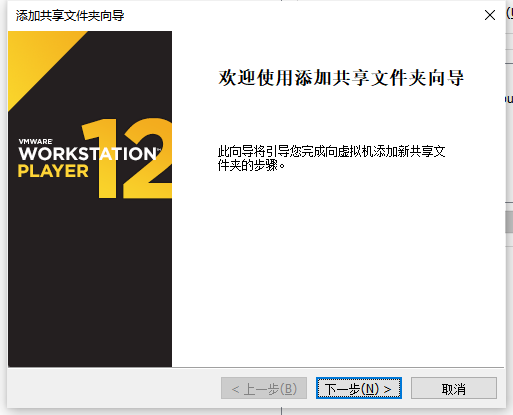 添加共享文件夹向导
欢迎使用添加共享文件夹向导
VMWARE
WORKSTATION™
PLAYER 12
此向导将引导您完成向虚拟机添加新共享文
件夹的步骤。
< 上一步(B)
下一步(N) >
取消